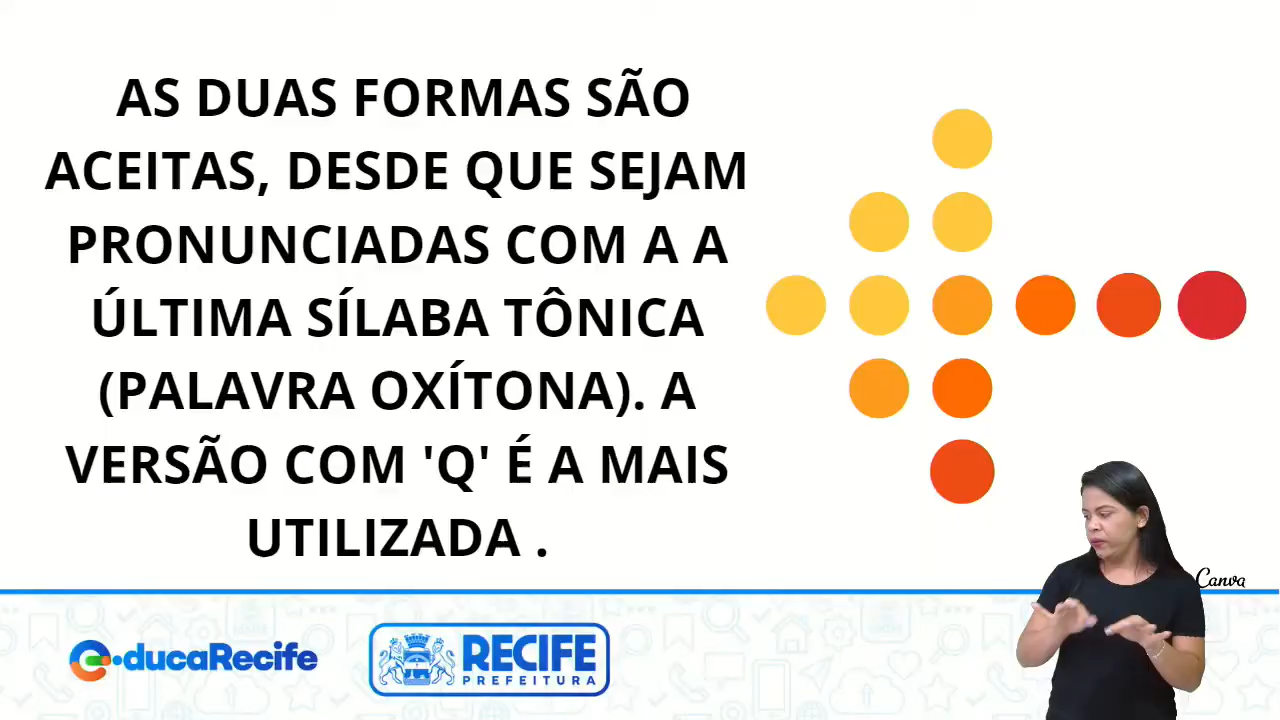 AS DUAS FORMAS SÃO
ACEITAS, DESDE QUE SEJAM
PRONUNCIADAS COM A A
ÚLTIMA SÍLABA TÔNICA
(PALAVRA OXÍTONA). A
VERSÃO COM 'Q' É A MAIS
UTILIZADA .
Canva
e·ducaRecife
RECIFE
PREFEITURA